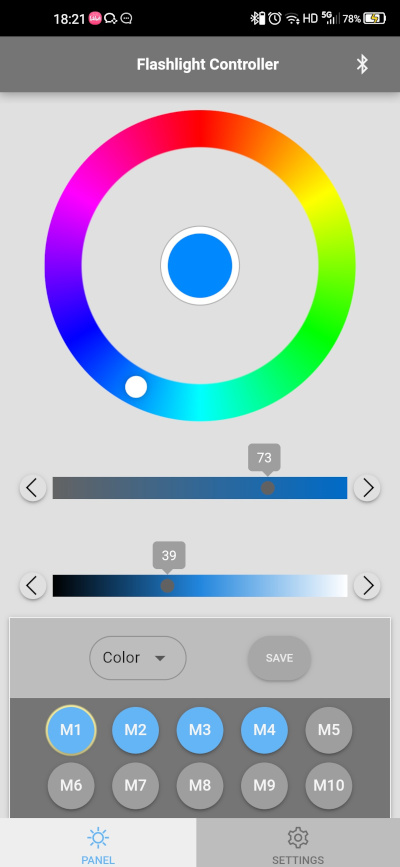 18:21 HD 5G 78%
Flashlight Controller
73
39
Color SAVE
M1 M2 M3 M4 M5
M6 M7 M8 M9 M10
PANEL SETTINGS